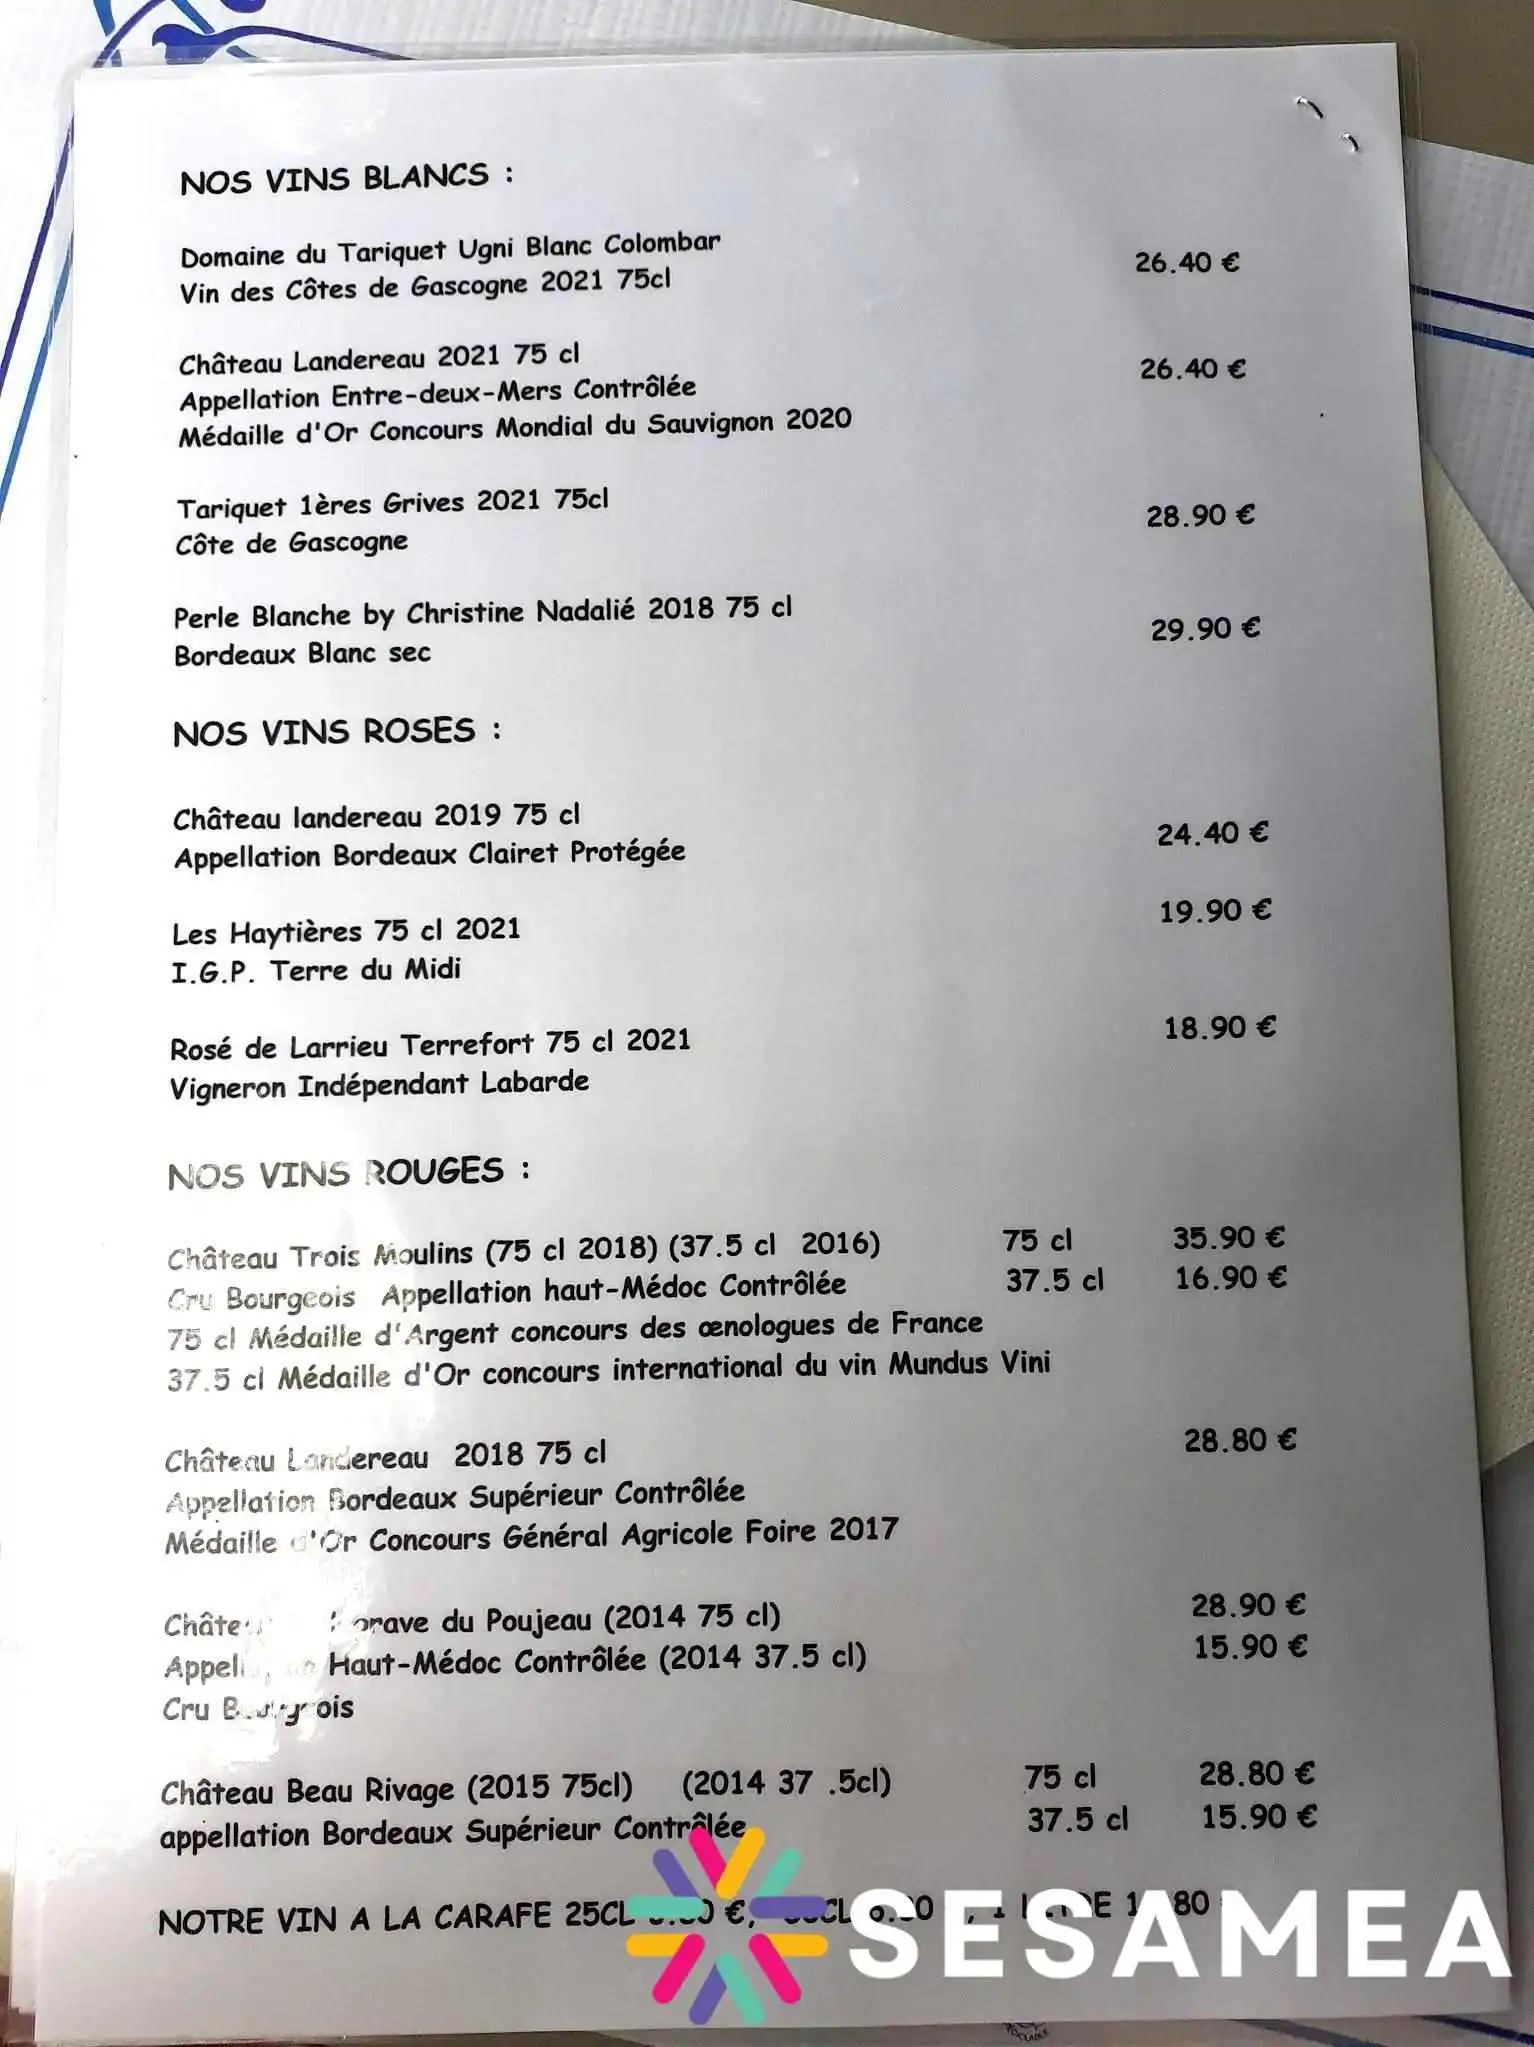 NOS VINS BLANCS :
Domaine du Tariquet Ugni Blanc Colombar
Vin des Côtes de Gascogne 2021 75cl
26.40 €
Château Landereau 2021 75 cl
26.40 €
Appellation Entre-deux-Mers Contrôlée
Médaille d'Or Concours Mondial du Sauvignon 2020
Tariquet 1ères Grives 2021 75cl
28.90 €
Côte de Gascogne
Perle Blanche by Christine Nadalié 2018 75 cl
29.90 €
Bordeaux Blanc sec
NOS VINS ROSES :
Château landereau 2019 75 cl
24.40 €
Appellation Bordeaux Clairet Protégée
Les Haytières 75 cl 2021
19.90 €
I.G.P. Terre du Midi
Rosé de Larrieu Terrefort 75 cl 2021
18.90 €
Vigneron Indépendant Labarde
NOS VINS ROUGES :
Château Trois Moulins (75 cl 2018) (37.5 cl 2016) 75 cl 35.90 €
Cru Bourgeois Appellation haut-Médoc Contrôlée 37.5 cl 16.90 €
75 cl Médaille d'Argent concours des œnologues de France
37.5 cl Médaille d'Or concours international du vin Mundus Vini
Château Landereau 2018 75 cl 28.80 €
Appellation Bordeaux Supérieur Contrôlée
Médaille d'Or Concours Général Agricole Foire 2017
du Poujeau (2014 75 cl) 28.90 €
Haut-Médoc Contrôlée (2014 37.5 cl) 15.90 €
Cru Bourgeois
Château Beau Rivage (2015 75cl) (2014 37 .5cl) 75 cl 28.80 €
appellation Bordeaux Supérieur Contrôlée 37.5 cl 15.90 €
NOTRE VIN A LA CARAFE 25CL
SESAMEA